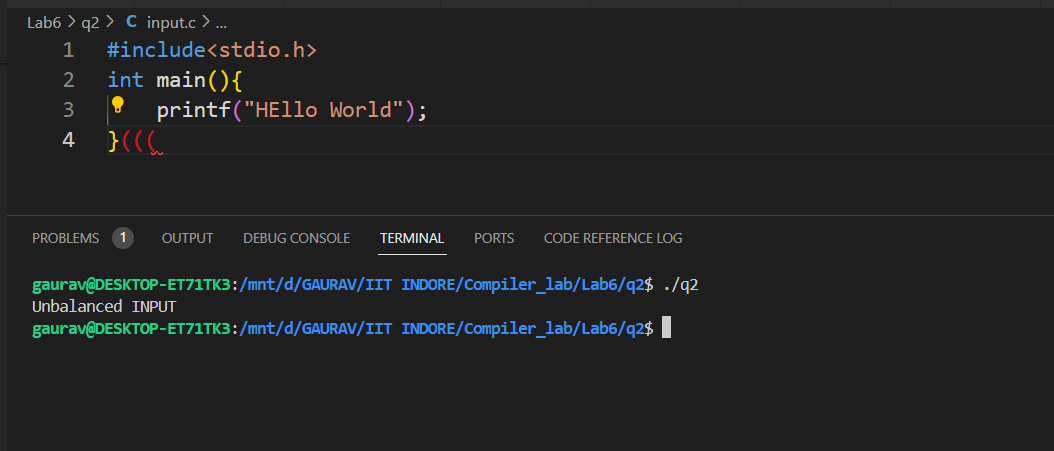 Lab6 > q2 > C input.c > ...
1 #include<stdio.h>
2 int main(){
3 printf("HEllo World");
4 }(((
PROBLEMS 1 OUTPUT DEBUG CONSOLE TERMINAL PORTS CODE REFERENCE LOG
gaurav@DESKTOP-ET71TK3:/mnt/d/GAURAV/IIT INDORE/Compiler_lab/Lab6/q2$ ./q2
Unbalanced INPUT
gaurav@DESKTOP-ET71TK3:/mnt/d/GAURAV/IIT INDORE/Compiler_lab/Lab6/q2$